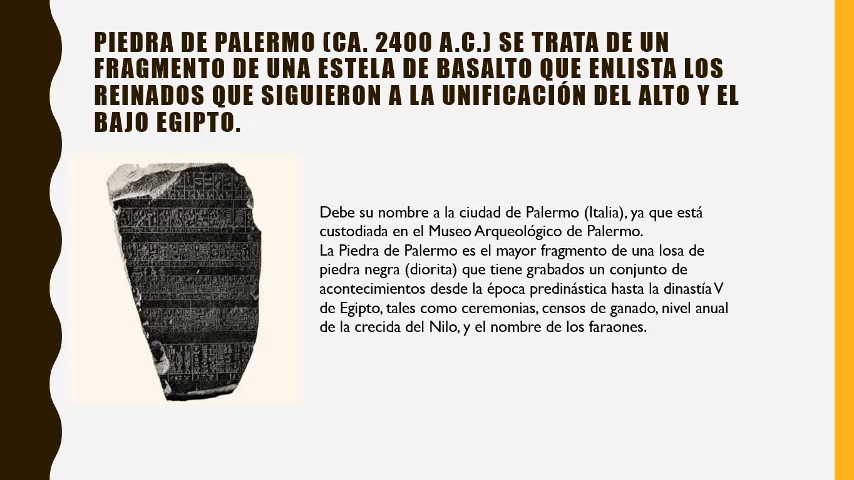 PIEDRA DE PALERMO (CA. 2400 A.C.) SE TRATA DE UN
FRAGMENTO DE UNA ESTELA DE BASALTO QUE ENLISTA LOS
REINADOS QUE SIGUIERON A LA UNIFICACIÓN DEL ALTO Y EL
BAJO EGIPTO.
Debe su nombre a la ciudad de Palermo (Italia), ya que está
custodiada en el Museo Arqueológico de Palermo.
La Piedra de Palermo es el mayor fragmento de una losa de
piedra negra (diorita) que tiene grabados un conjunto de
acontecimientos desde la época predinástica hasta la dinastía V
de Egipto, tales como ceremonias, censos de ganado, nivel anual
de la crecida del Nilo, y el nombre de los faraones.